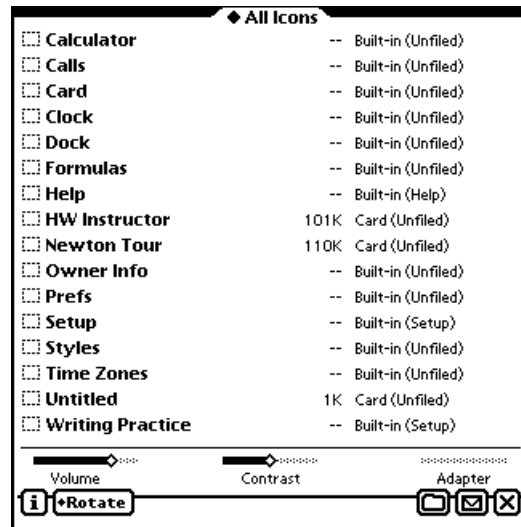 ◆ All Icons
Calculator -- Built-in (Unfiled)
Calls -- Built-in (Unfiled)
Card -- Built-in (Unfiled)
Clock -- Built-in (Unfiled)
Dock -- Built-in (Unfiled)
Formulas -- Built-in (Unfiled)
Help -- Built-in (Help)
HW Instructor 101K Card (Unfiled)
Newton Tour 110K Card (Unfiled)
Owner Info -- Built-in (Unfiled)
Prefs -- Built-in (Unfiled)
Setup -- Built-in (Setup)
Styles -- Built-in (Unfiled)
Time Zones -- Built-in (Unfiled)
Untitled 1K Card (Unfiled)
Writing Practice -- Built-in (Setup)
Volume Contrast Adapter
i ◆Rotate X